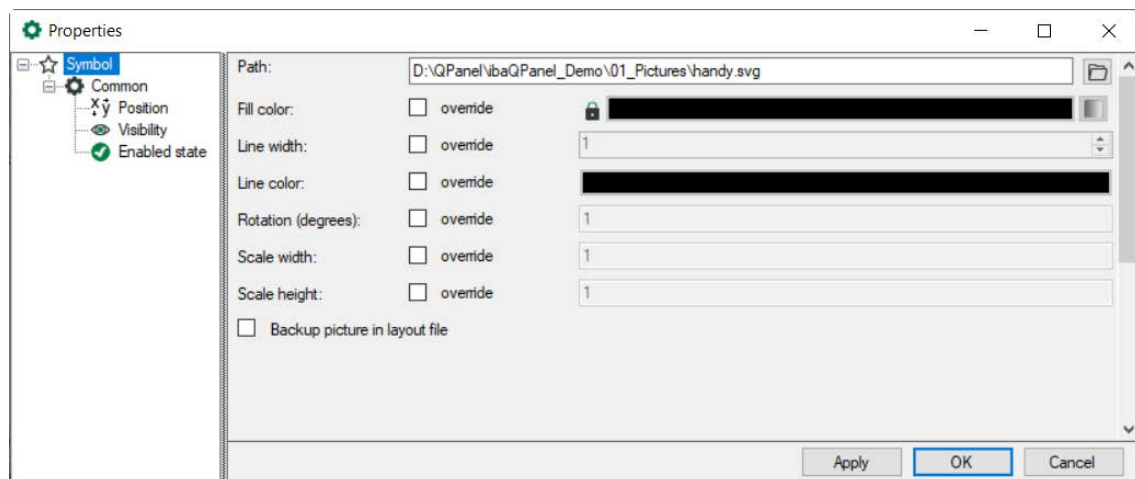 Properties
Symbol
Common
Position
Visibility
Enabled state
Path: D:\QPanel\ibaQPanel_Demo\01_Pictures\handy.svg
Fill color: override
Line width: override 1
Line color: override
Rotation (degrees): override 1
Scale width: override 1
Scale height: override 1
Backup picture in layout file
Apply OK Cancel